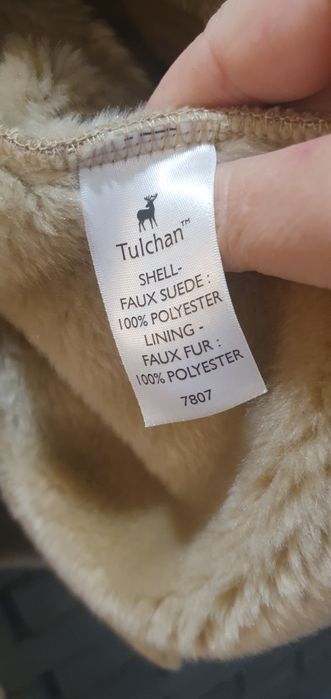 Tulchan™
SHELL-
FAUX SUEDE :
100% POLYESTER
LINING -
FAUX FUR :
100% POLYESTER
7807